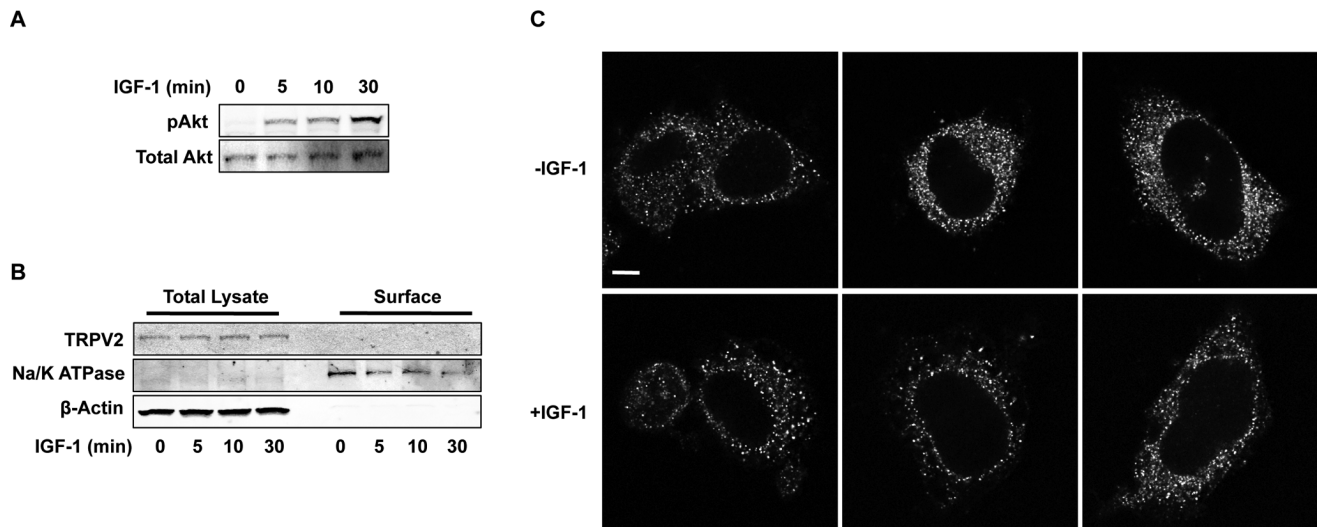 A
IGF-1 (min) 0 5 10 30
pAkt
Total Akt
B
Total Lysate Surface
TRPV2
Na/K ATPase
β-Actin
IGF-1 (min) 0 5 10 30 0 5 10 30
C
-IGF-1
+IGF-1